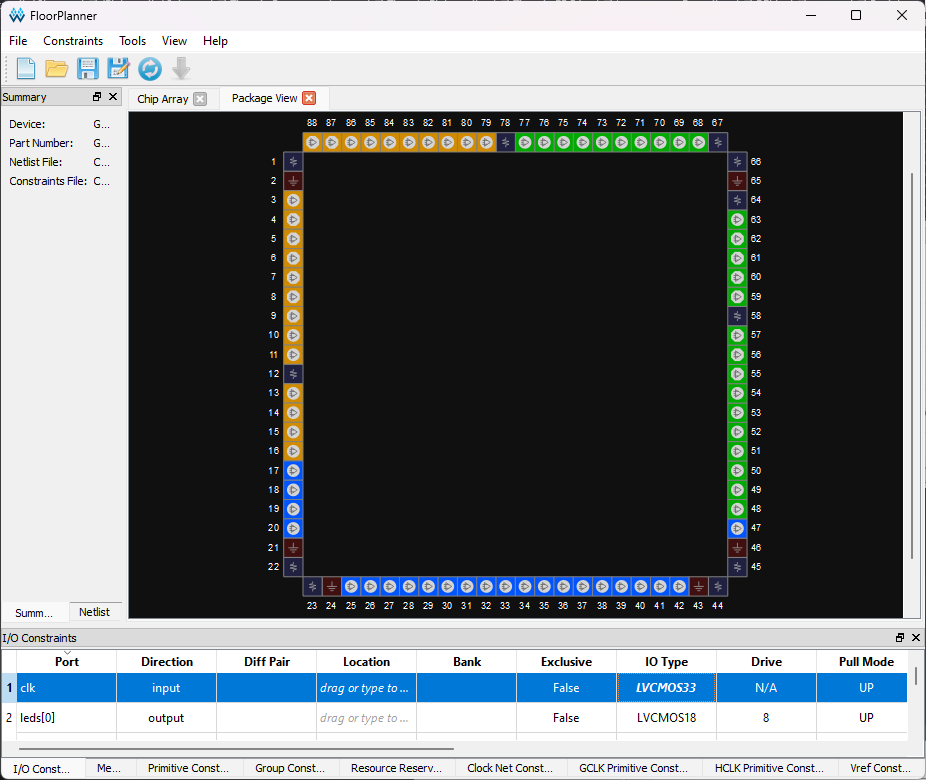 FloorPlanner
File Constraints Tools View Help
Summary
Chip Array Package View
Device: G...
Part Number: G...
Netlist File: C...
Constraints File: C...
88 87 86 85 84 83 82 81 80 79 78 77 76 75 74 73 72 71 70 69 68 67
1 66
2 65
3 64
4 63
5 62
6 61
7 60
8 59
9 58
10 57
11 56
12 55
13 54
14 53
15 52
16 51
17 50
18 49
19 48
20 47
21 46
22 45
23 24 25 26 27 28 29 30 31 32 33 34 35 36 37 38 39 40 41 42 43 44
Summ... Netlist
I/O Constraints
Port Direction Diff Pair Location Bank Exclusive IO Type Drive Pull Mode
1 clk input drag or type to ... False LVCMOS33 N/A UP
2 leds[0] output drag or type to ... False LVCMOS18 8 UP
I/O Const... Me... Primitive Const... Group Const... Resource Reserv... Clock Net Const... GCLK Primitive Const... HCLK Primitive Const... Vref Const...